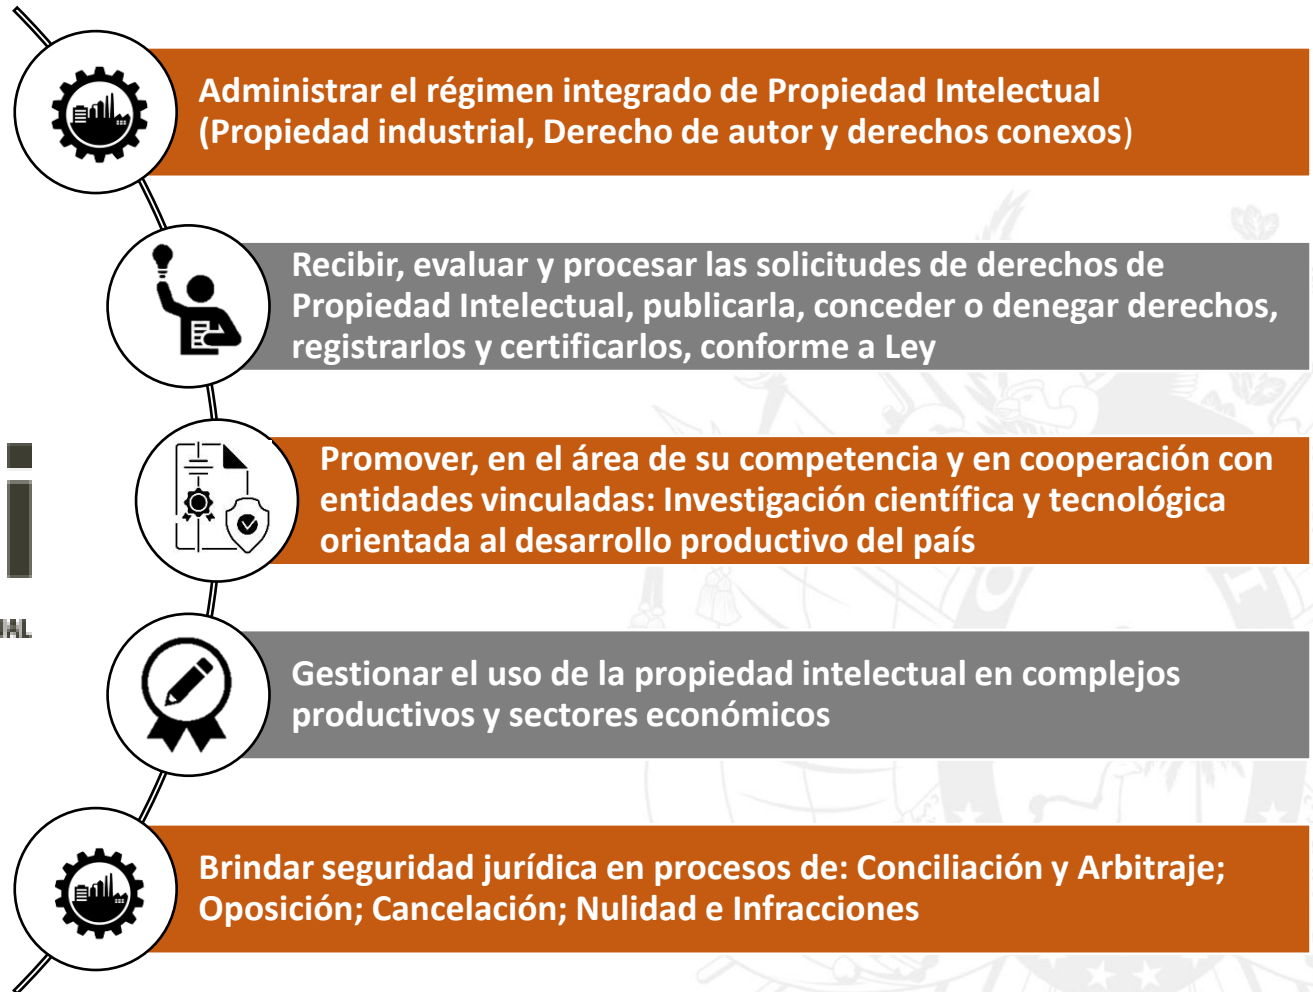 Administrar el régimen integrado de Propiedad Intelectual
(Propiedad industrial, Derecho de autor y derechos conexos)
Recibir, evaluar y procesar las solicitudes de derechos de
Propiedad Intelectual, publicarla, conceder o denegar derechos,
registrarlos y certificarlos, conforme a Ley
Promover, en el área de su competencia y en cooperación con
entidades vinculadas: Investigación científica y tecnológica
orientada al desarrollo productivo del país
Gestionar el uso de la propiedad intelectual en complejos
productivos y sectores económicos
Brindar seguridad jurídica en procesos de: Conciliación y Arbitraje;
Oposición; Cancelación; Nulidad e Infracciones